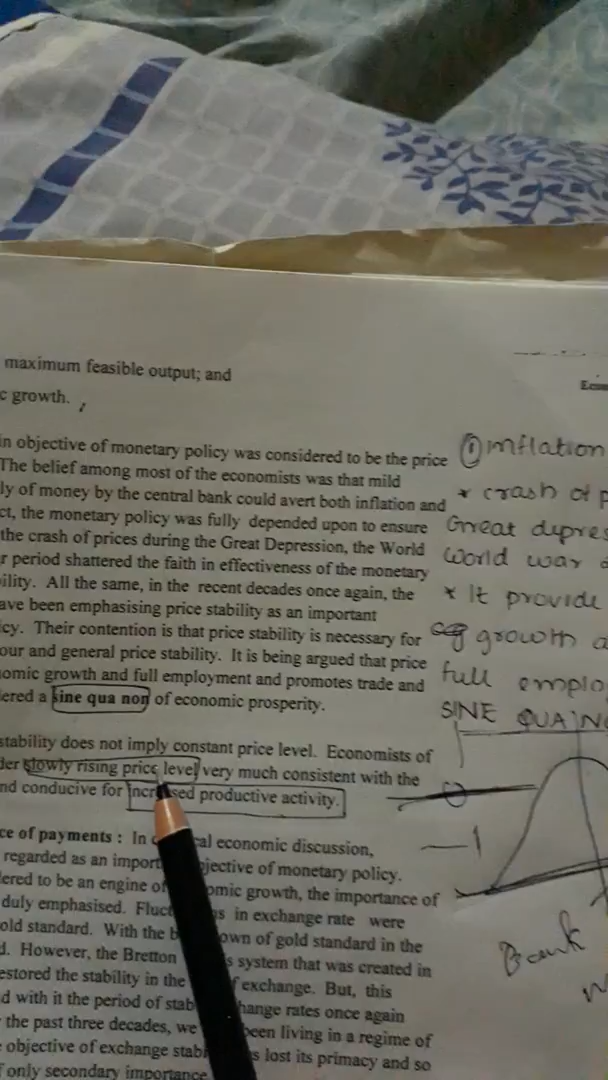 maximum feasible output; and
c growth.
in objective of monetary policy was considered to be the price
The belief among most of the economists was that mild
ly of money by the central bank could avert both inflation and
ct, the monetary policy was fully depended upon to ensure
the crash of prices during the Great Depression, the World
r period shattered the faith in effectiveness of the monetary
ility. All the same, in the recent decades once again, the
ave been emphasising price stability as an important
icy. Their contention is that price stability is necessary for
our and general price stability. It is being argued that price
omic growth and full employment and promotes trade and
ered a sine qua non of economic prosperity.
stability does not imply constant price level. Economists of
der slowly rising price level very much consistent with the
nd conducive for increased productive activity.
ce of payments : In cal economic discussion,
regarded as an import jective of monetary policy.
ered to be an engine of omic growth, the importance of
duly emphasised. Fluct s in exchange rate were
old standard. With the b own of gold standard in the
d. However, the Bretton s system that was created in
estored the stability in the f exchange. But, this
d with it the period of stab hange rates once again
the past three decades, we been living in a regime of
objective of exchange stabi s lost its primacy and so
f only secondary importance
Econ
① inflation
* crash of p
Great depres
World war
* It provide
growth a
full emplo
SINE QUA NO
1
Bank